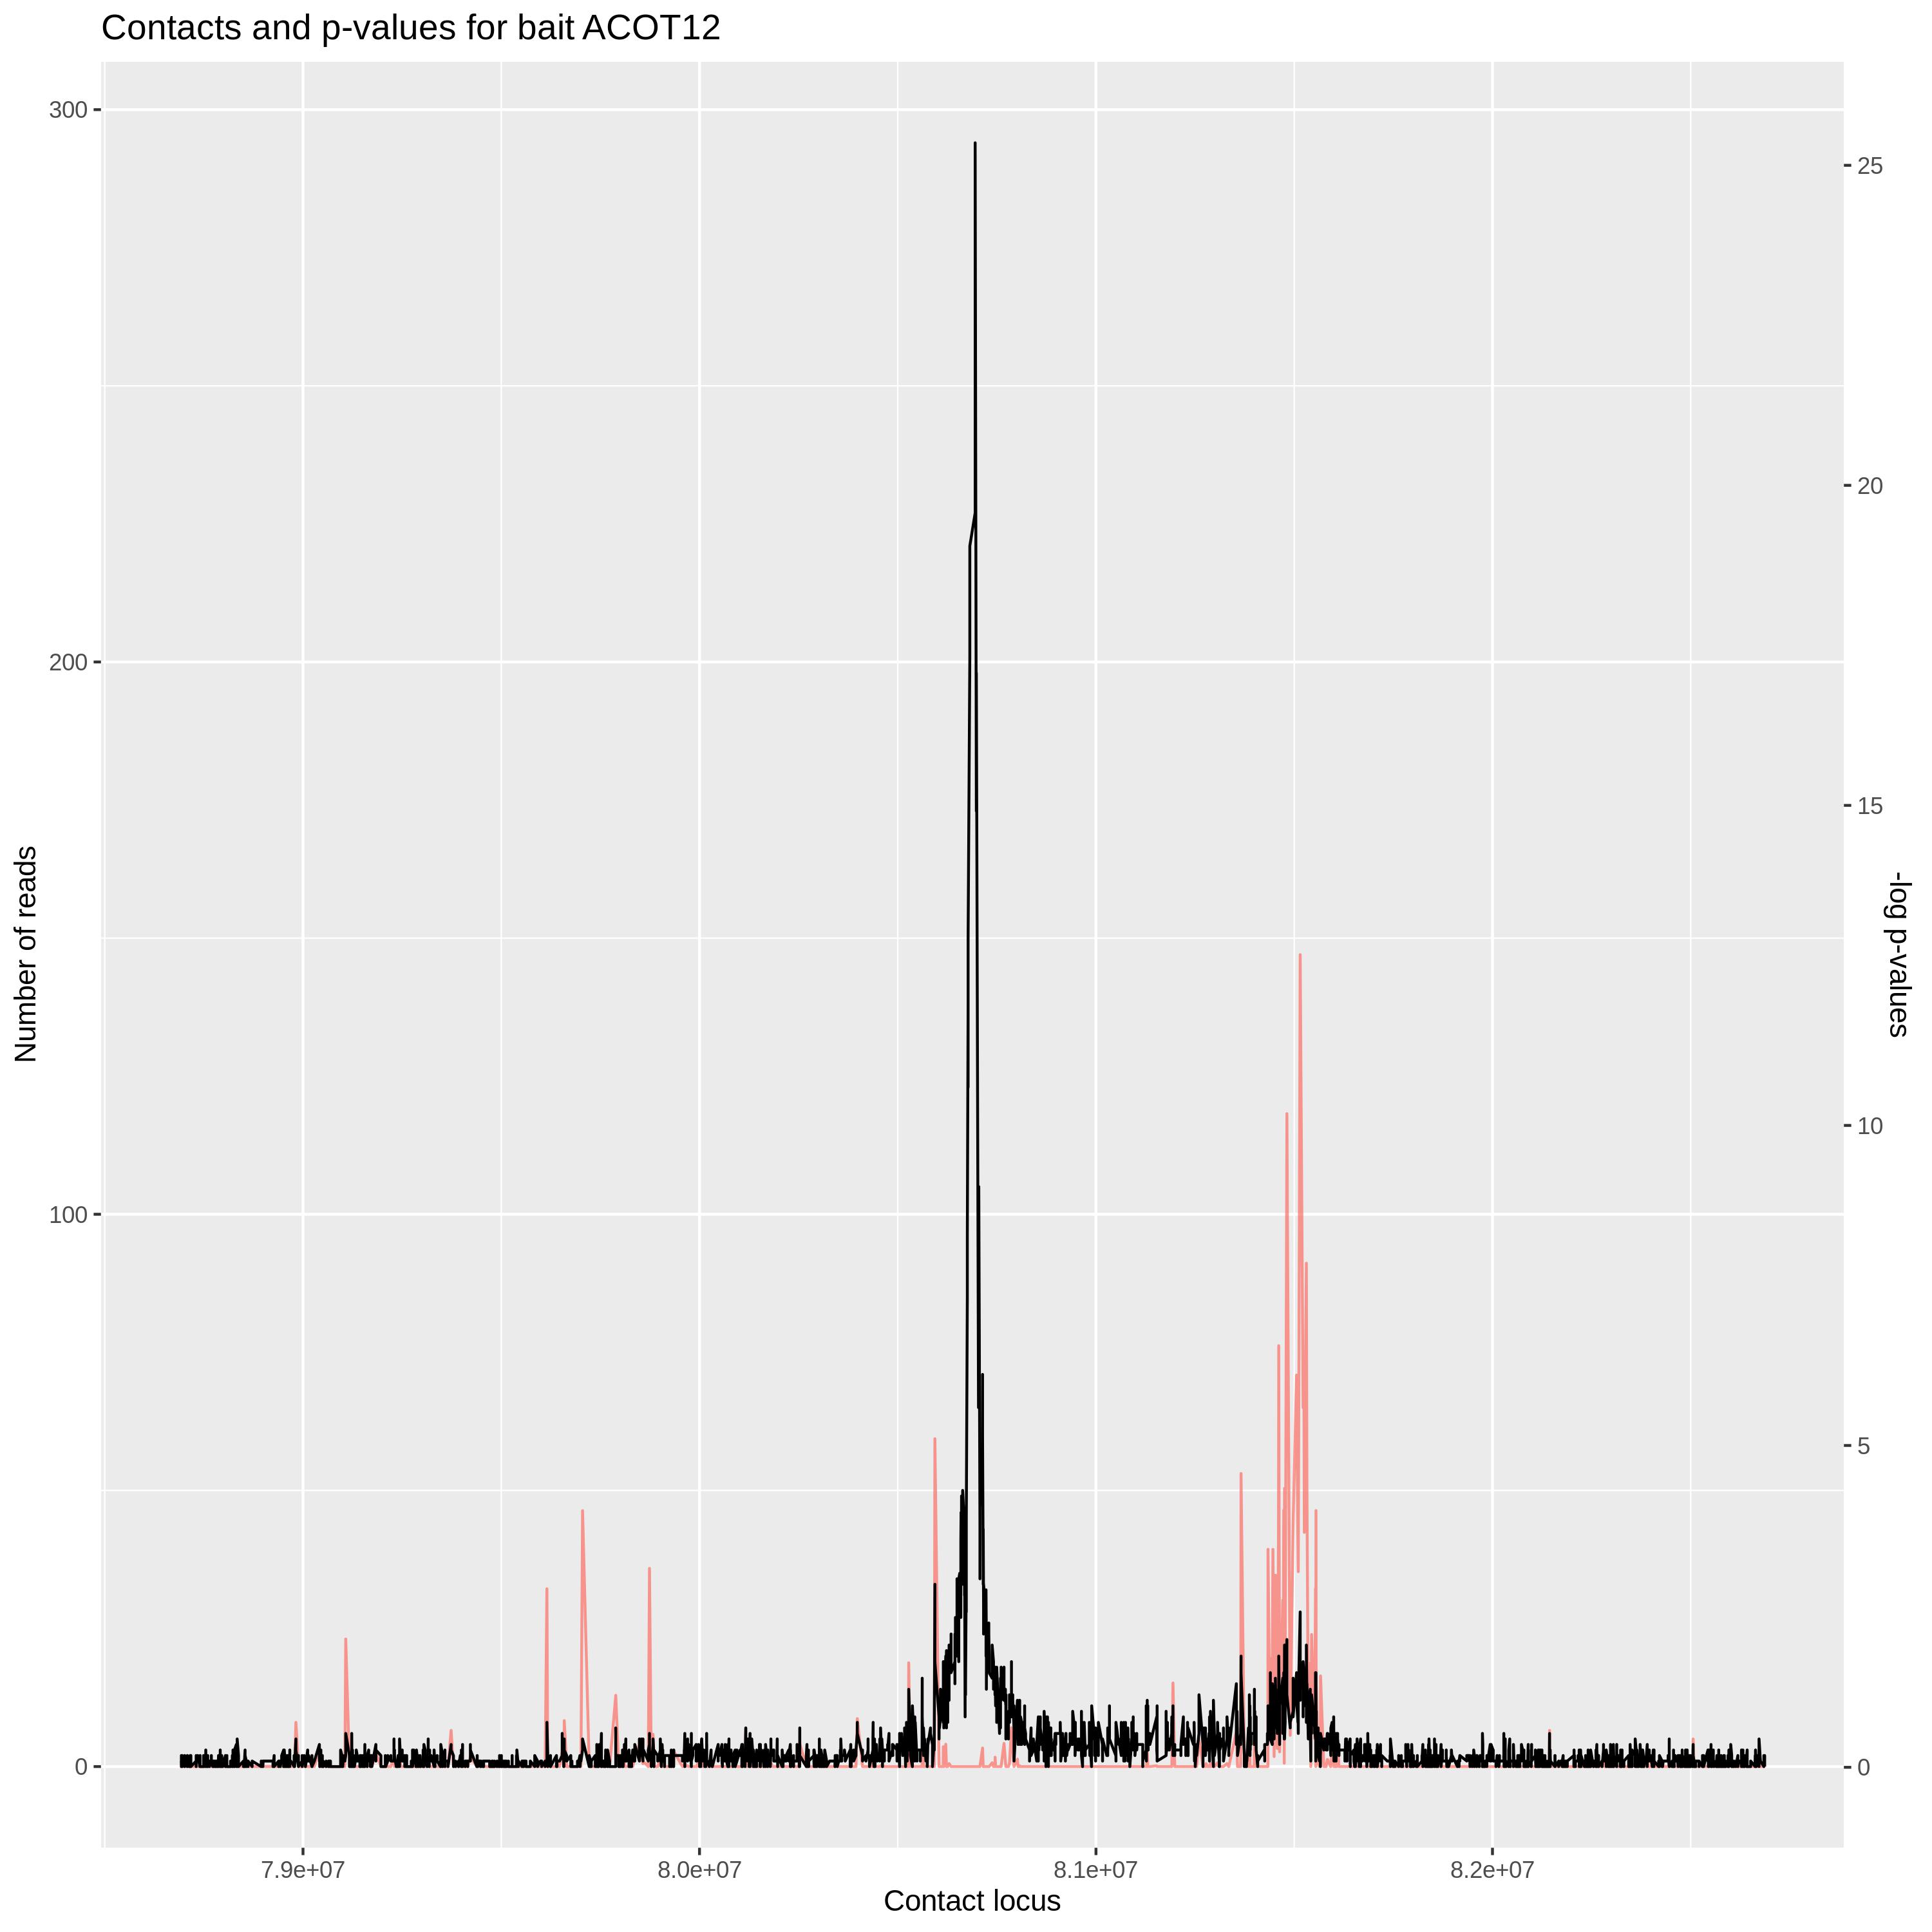 Contacts and p-values for bait ACOT12
300
200
100
0
Number of reads
25
20
15
10
5
0
-log p-values
7.9e+07 8.0e+07 8.1e+07 8.2e+07
Contact locus